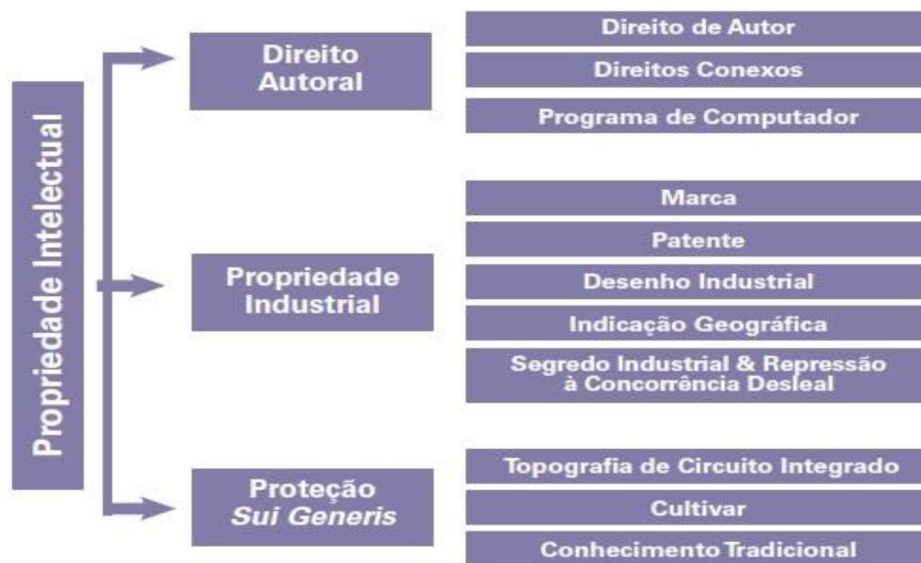 Propriedade Intelectual
Direito
Autoral
Direito de Autor
Direitos Conexos
Programa de Computador
Propriedade
Industrial
Marca
Patente
Desenho Industrial
Indicação Geográfica
Segredo Industrial & Repressão
à Concorrência Desleal
Proteção
Sui Generis
Topografia de Circuito Integrado
Cultivar
Conhecimento Tradicional